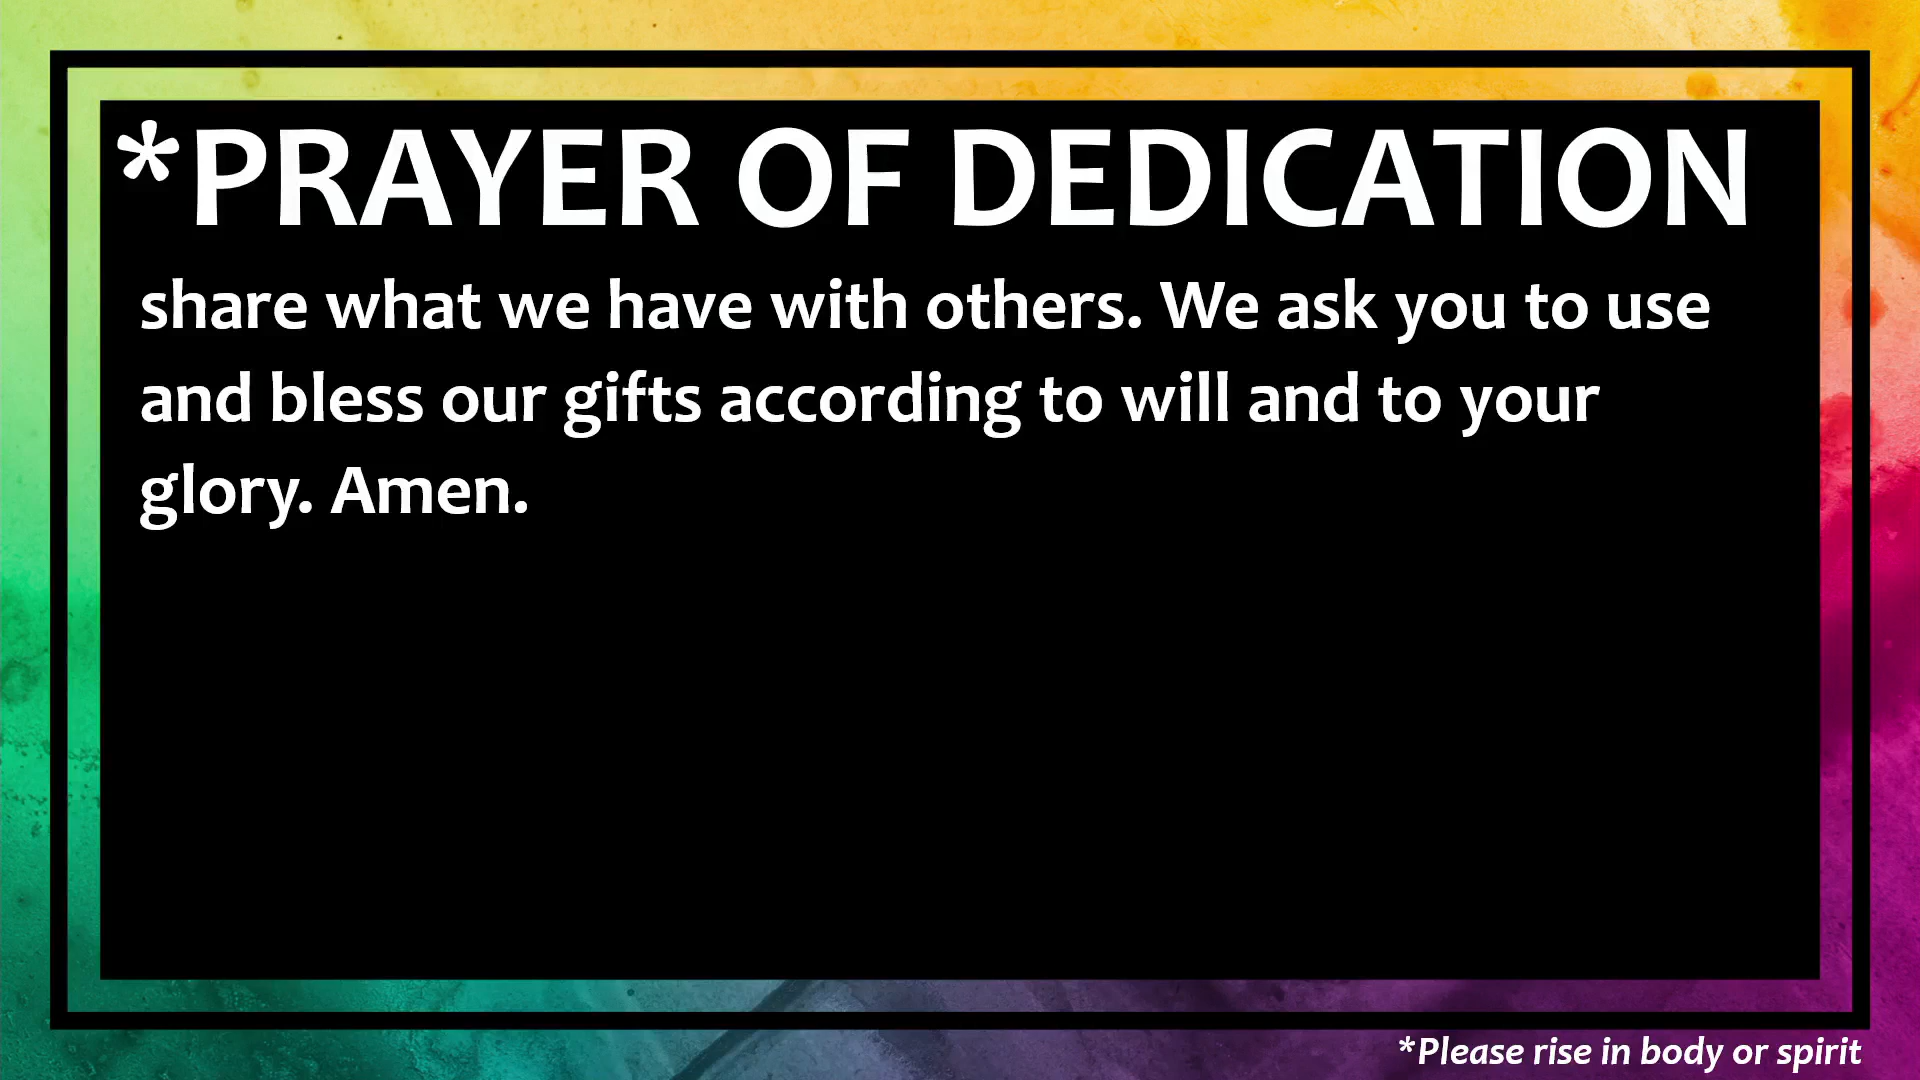 *PRAYER OF DEDICATION
share what we have with others. We ask you to use
and bless our gifts according to will and to your
glory. Amen.
*Please rise in body or spirit